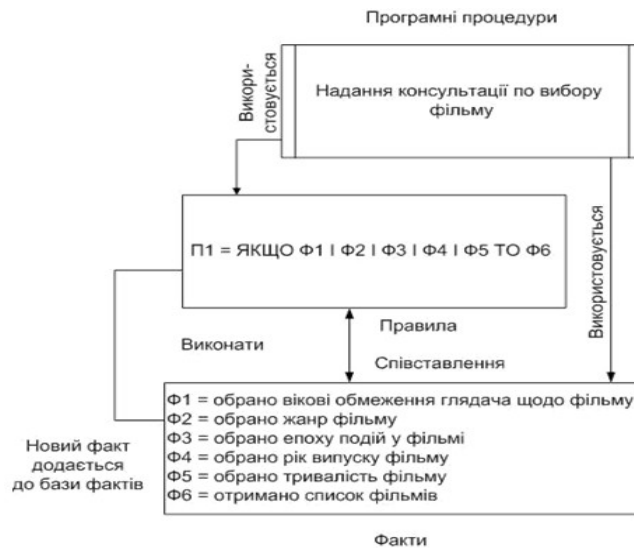 Програмні процедури
Викори-
стовується
Надання консультації по вибору
фільму
Використовується
П1 = ЯКЩО Ф1 І Ф2 І Ф3 І Ф4 І Ф5 ТО Ф6
Правила
Виконати
Співставлення
Ф1 = обрано вікові обмеження глядача щодо фільму
Ф2 = обрано жанр фільму
Ф3 = обрано епоху подій у фільмі
Ф4 = обрано рік випуску фільму
Ф5 = обрано тривалість фільму
Ф6 = отримано список фільмів
Новий факт
додається
до бази фактів
Факти